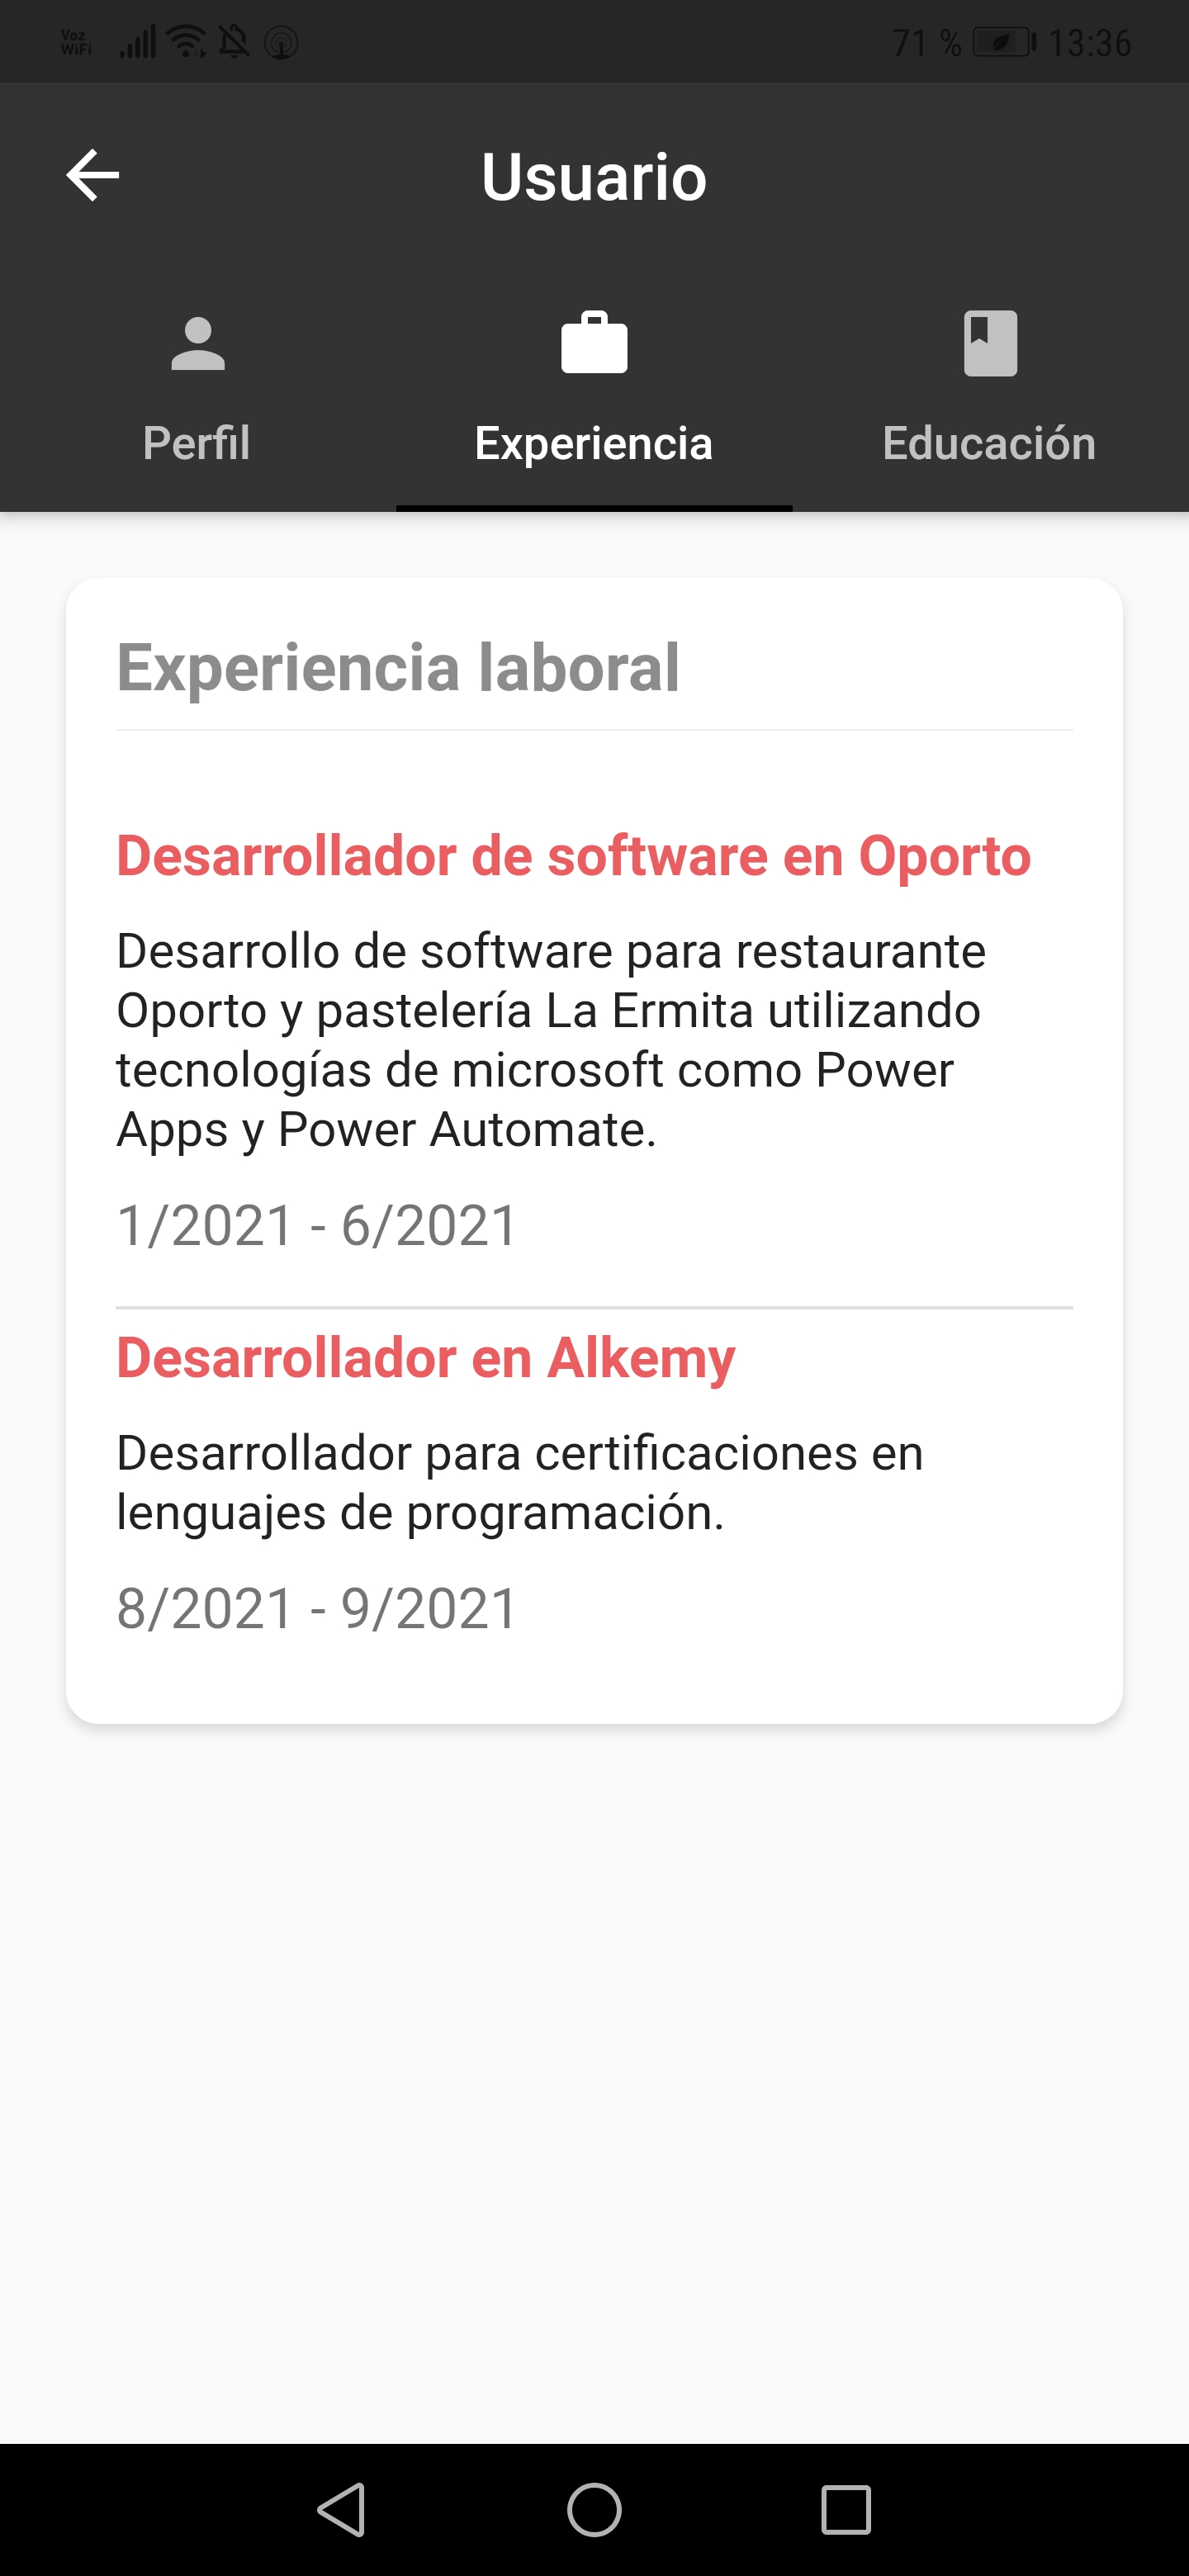 Voz
WiFi
71 %
13:36
Usuario
Perfil
Experiencia
Educación
Experiencia laboral
Desarrollador de software en Oporto
Desarrollo de software para restaurante
Oporto y pastelería La Ermita utilizando
tecnologías de microsoft como Power
Apps y Power Automate.
1/2021 - 6/2021
Desarrollador en Alkemy
Desarrollador para certificaciones en
lenguajes de programación.
8/2021 - 9/2021